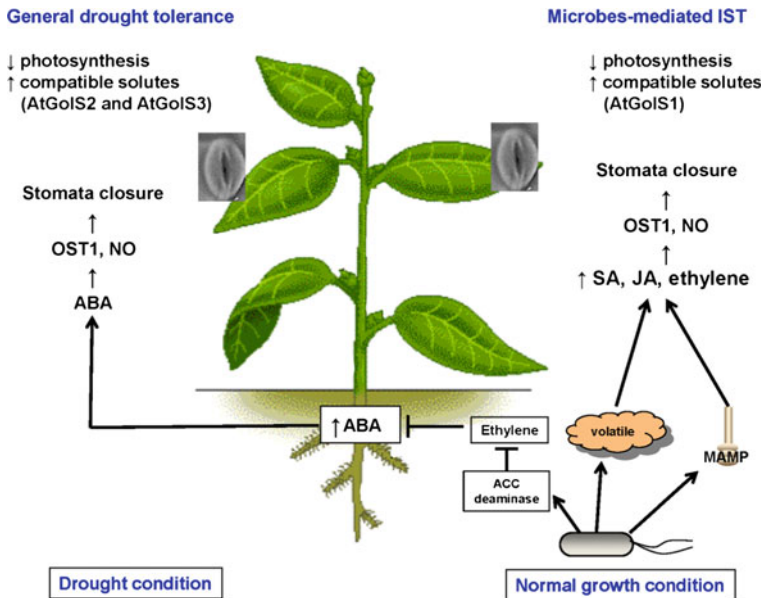 General drought tolerance
↓ photosynthesis
↑ compatible solutes
(AtGolS2 and AtGolS3)
Stomata closure
↑
OST1, NO
↑
ABA
Microbes-mediated IST
↓ photosynthesis
↑ compatible solutes
(AtGolS1)
Stomata closure
↑
OST1, NO
↑
↑ SA, JA, ethylene
↑ ABA
Ethylene
volatile
MAMP
ACC
deaminase
Drought condition
Normal growth condition